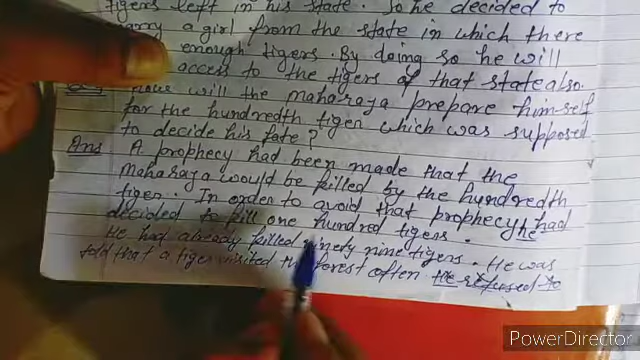 tigers left in his state. So he decided to
marry a girl from the state in which there
enough tigers. By doing so he will
access to the tigers of that state also.
how will the maharaja prepare himself
for the hundredth tiger which was supposed
to decide his fate?
Ans A prophecy had been made that the
maharaja would be killed by the hundredth
tiger. In order to avoid that prophecy he had
decided to kill one hundred tigers.
He had already killed ninety nine tigers. He was
told that a tiger visited the forest often he refused to
PowerDirector